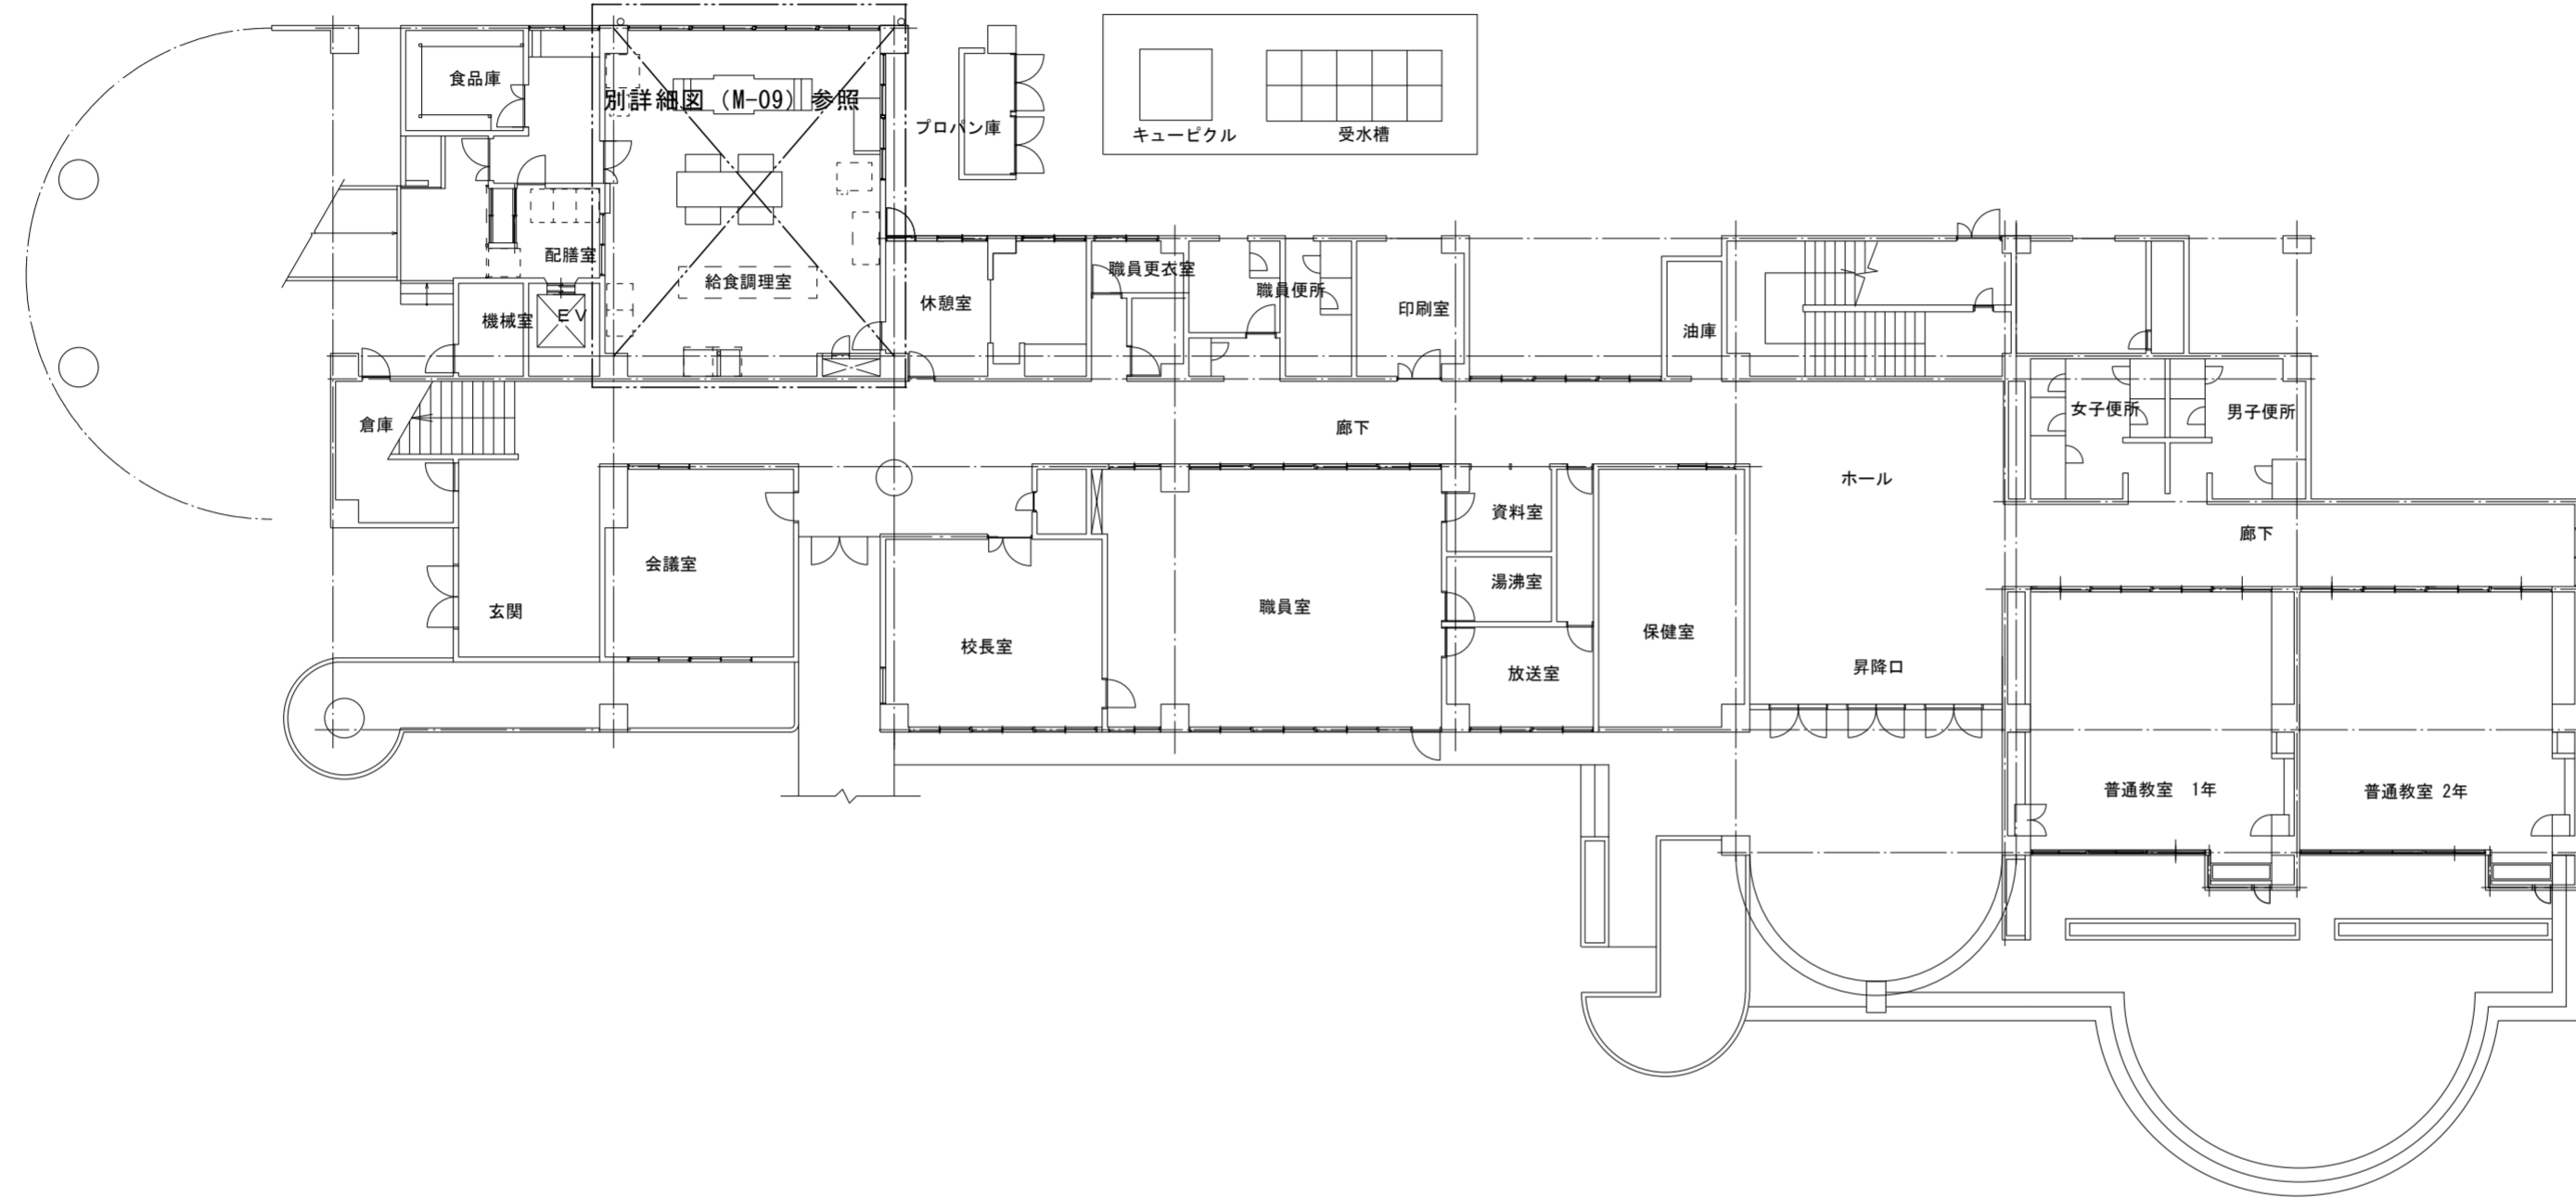 食品庫
別詳細図 (M-09) 参照
プロパン庫
キュービクル
受水槽
配膳室
給食調理室
機械室
EV
休憩室
職員更衣室
職員便所
印刷室
油庫
倉庫
廊下
女子便所
男子便所
ホール
資料室
廊下
会議室
湯沸室
玄関
職員室
校長室
保健室
放送室
昇降口
普通教室 1年
普通教室 2年